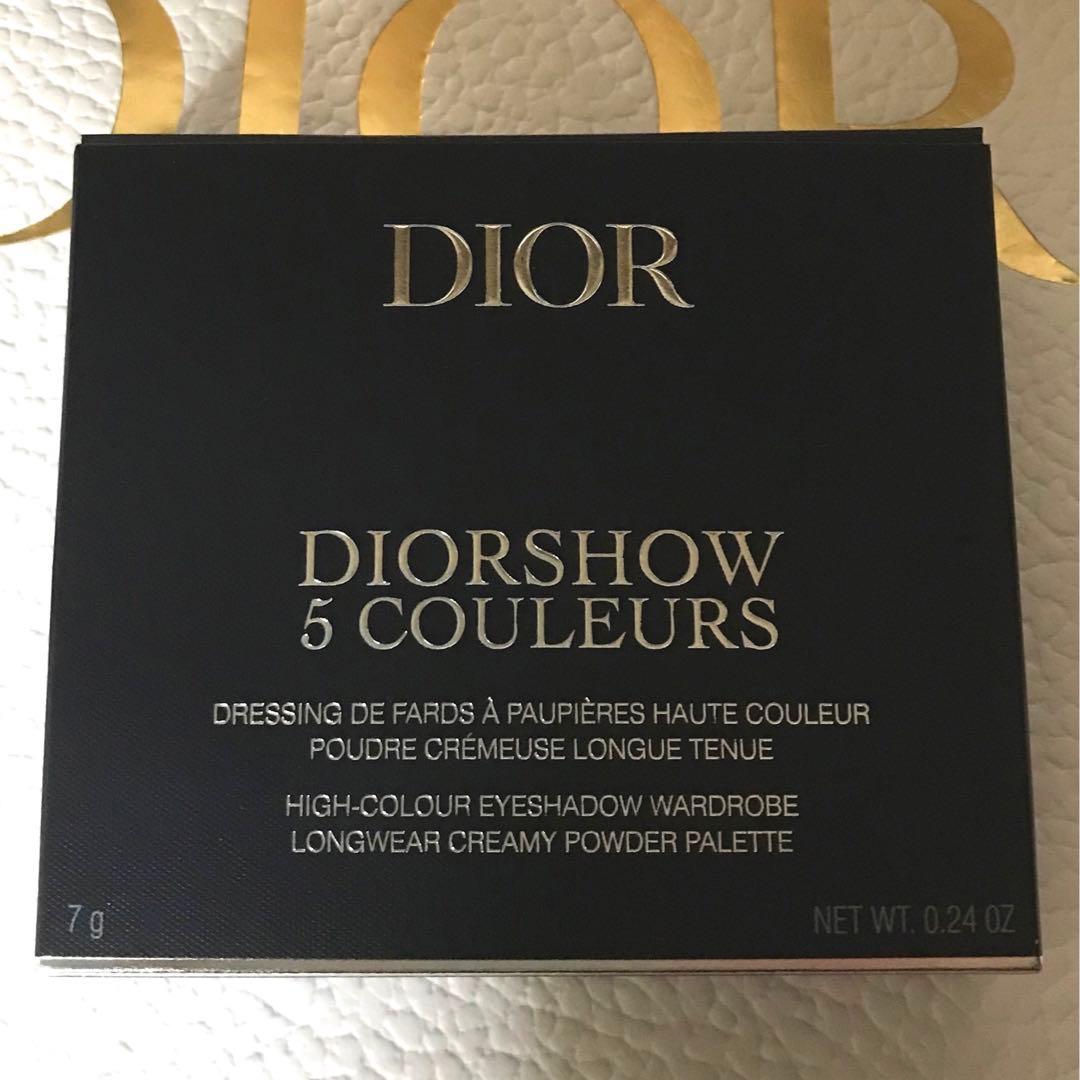 DIOR
DIOR
DIORSHOW
5 COULEURS
DRESSING DE FARDS À PAUPIÈRES HAUTE COULEUR
POUDRE CRÉMEUSE LONGUE TENUE
HIGH-COLOUR EYESHADOW WARDROBE
LONGWEAR CREAMY POWDER PALETTE
7 g
NET WT. 0.24 OZ